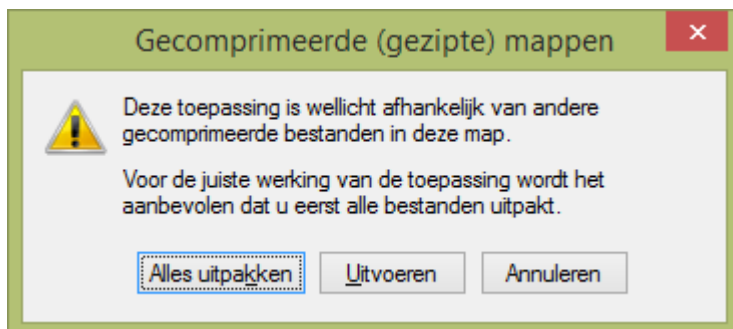 Gecomprimeerde (gezipte) mappen
Deze toepassing is wellicht afhankelijk van andere
gecomprimeerde bestanden in deze map.
Voor de juiste werking van de toepassing wordt het
aanbevolen dat u eerst alle bestanden uitpakt.
Alles uitpakken Uitvoeren Annuleren